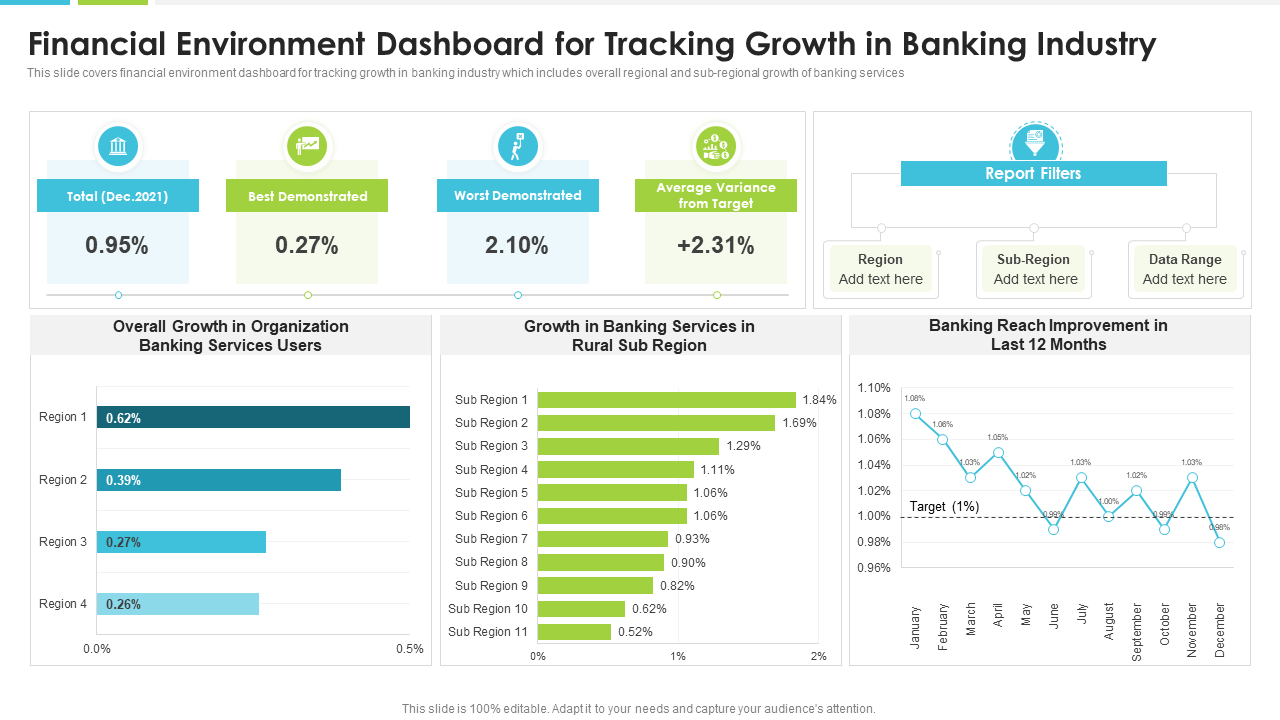 Financial Environment Dashboard for Tracking Growth in Banking Industry
This slide covers financial environment dashboard for tracking growth in banking industry which includes overall regional and sub-regional growth of banking services
Total (Dec.2021)
0.95%
Best Demonstrated
0.27%
Worst Demonstrated
2.10%
Average Variance
from Target
+2.31%
Report Filters
Region
Add text here
Sub-Region
Add text here
Data Range
Add text here
Overall Growth in Organization
Banking Services Users
Region 1
0.62%
Region 2
0.39%
Region 3
0.27%
Region 4
0.26%
0.0%
0.5%
Growth in Banking Services in
Rural Sub Region
Sub Region 1
1.84%
Sub Region 2
1.69%
Sub Region 3
1.29%
Sub Region 4
1.11%
Sub Region 5
1.06%
Sub Region 6
1.06%
Sub Region 7
0.93%
Sub Region 8
0.90%
Sub Region 9
0.82%
Sub Region 10
0.62%
Sub Region 11
0.52%
0%
1%
2%
Banking Reach Improvement in
Last 12 Months
1.10%
1.08%
1.06%
1.04%
1.02%
1.00%
0.98%
0.96%
1.08%
1.06%
1.03%
1.05%
1.02%
0.99%
1.03%
1.00%
1.02%
0.99%
1.03%
0.98%
Target (1%)
January
February
March
April
May
June
July
August
September
October
November
December
This slide is 100% editable. Adapt it to your needs and capture your audience's attention.